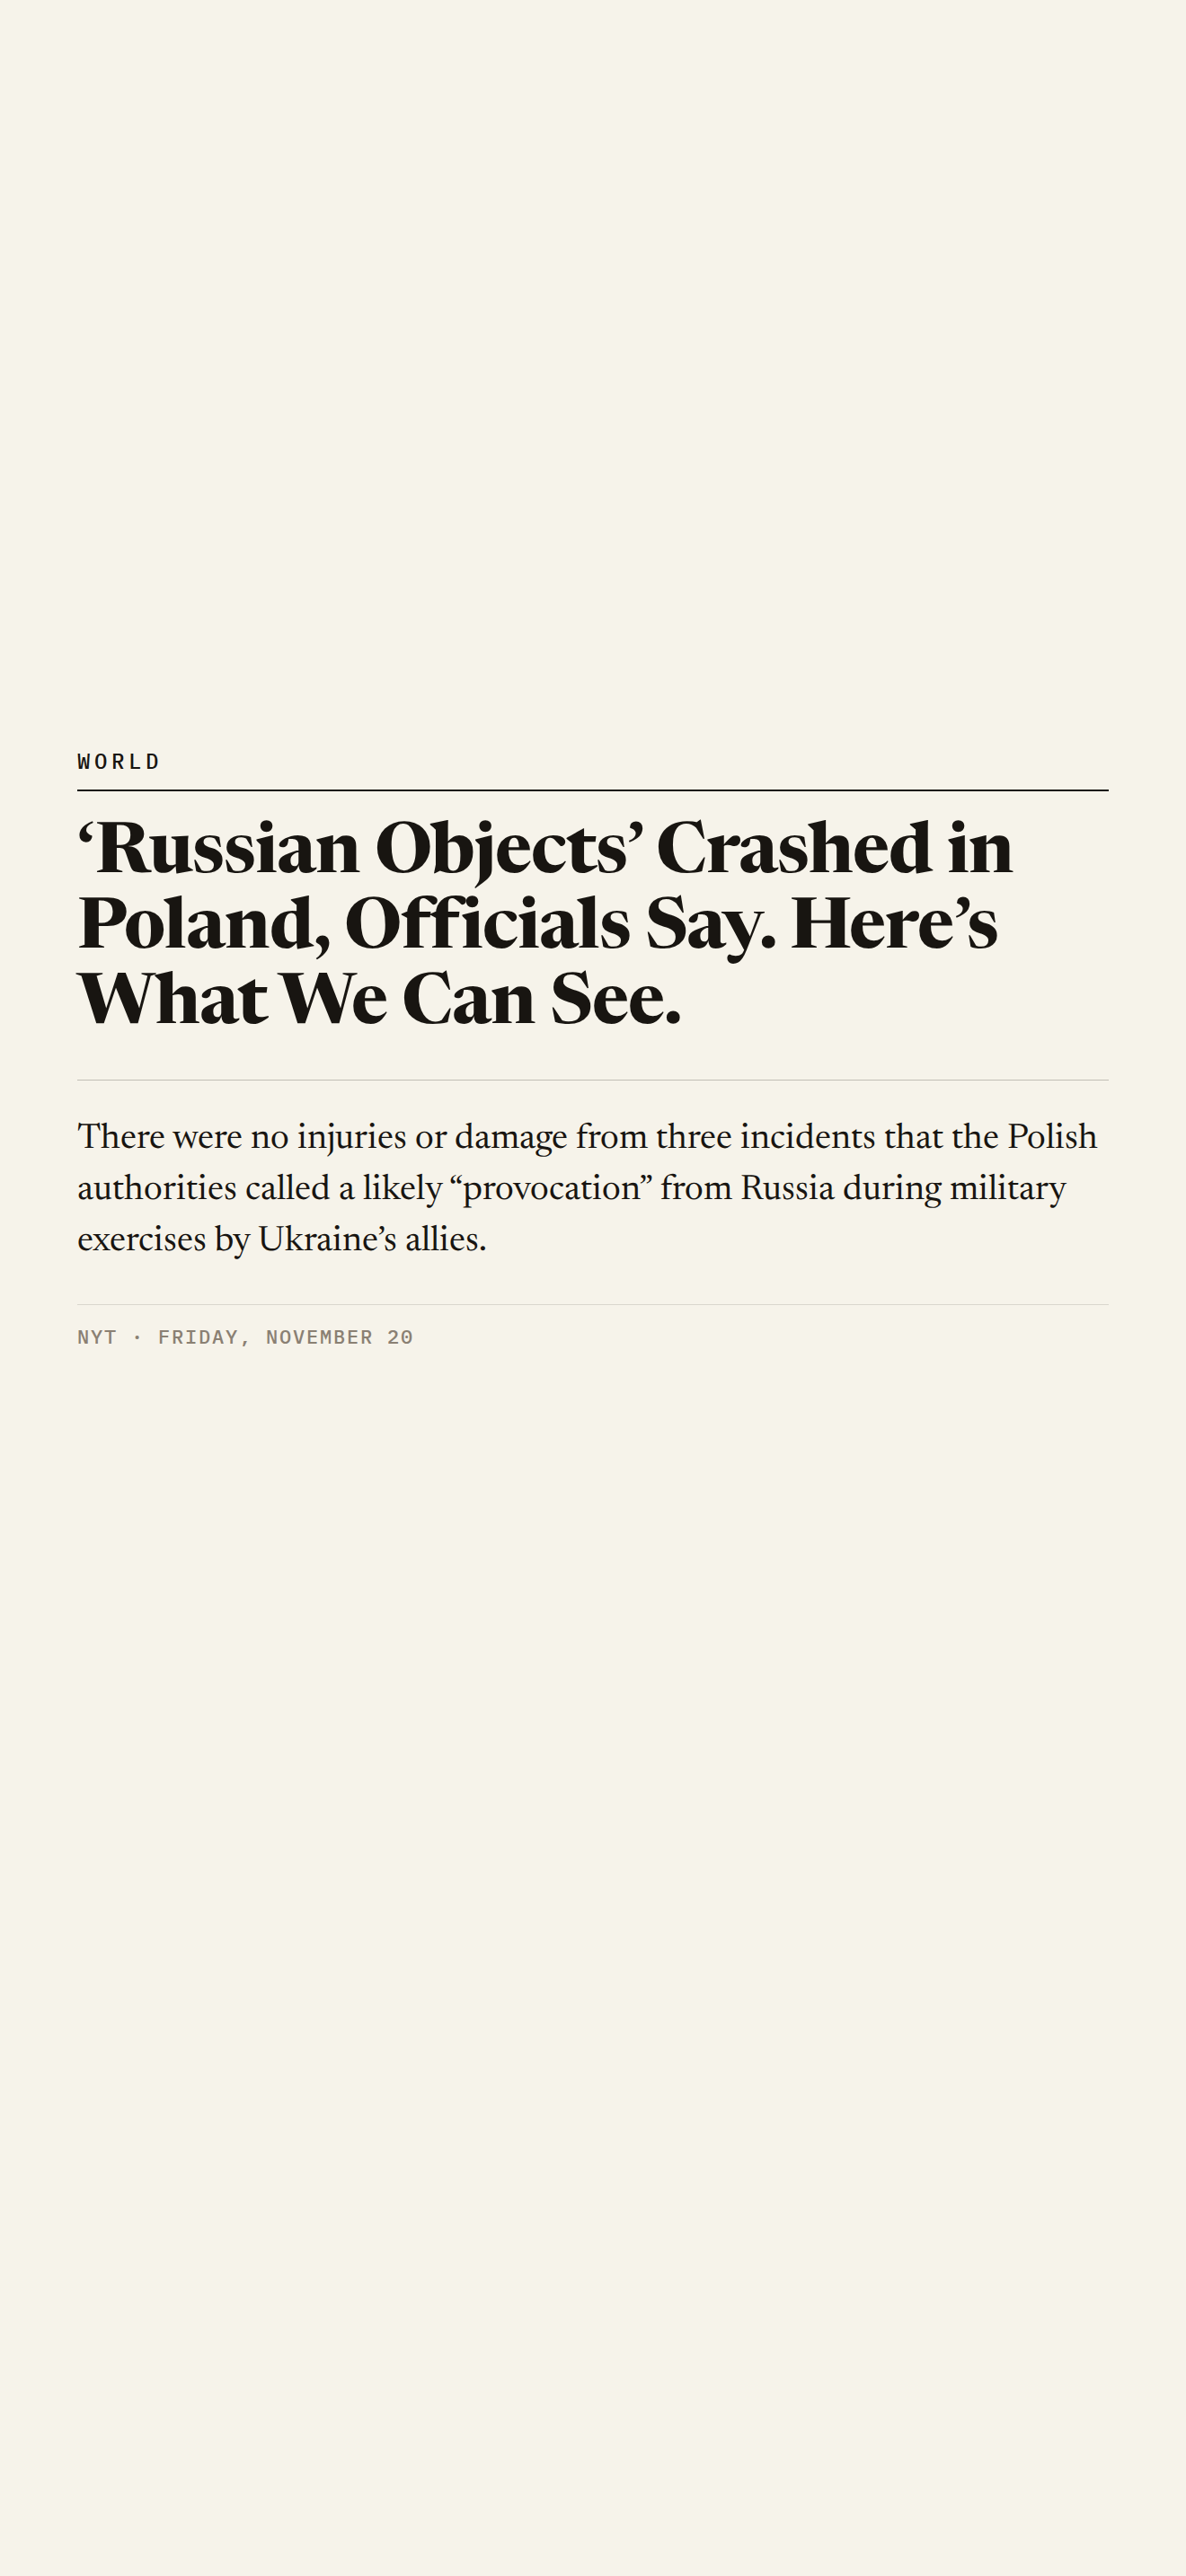 WORLD
‘Russian Objects’ Crashed in
Poland, Officials Say. Here’s
What We Can See.
There were no injuries or damage from three incidents that the Polish
authorities called a likely “provocation” from Russia during military
exercises by Ukraine’s allies.
NYT · FRIDAY, NOVEMBER 20